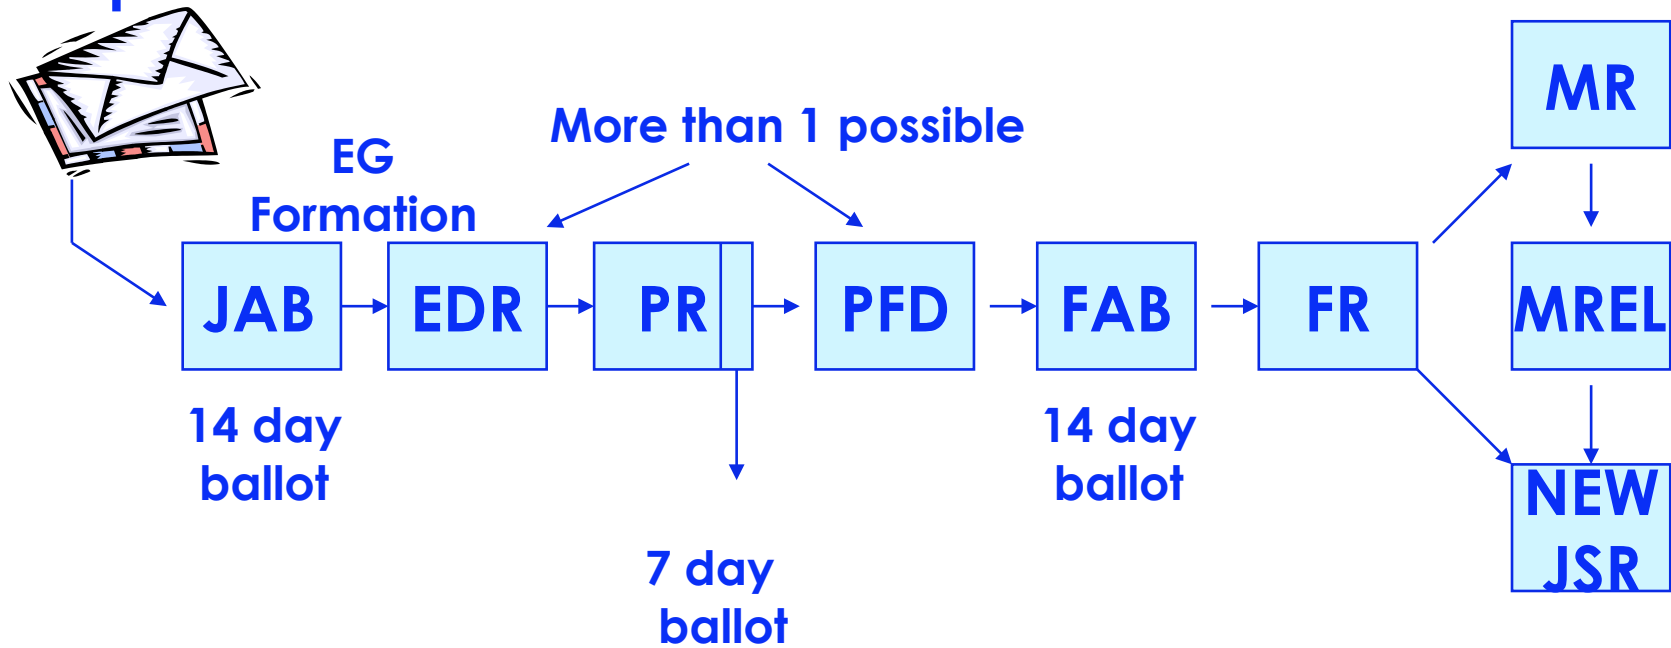 MR
More than 1 possible
EG
Formation
JAB
EDR
PR
PFD
FAB
FR
MREL
14 day
ballot
14 day
ballot
NEW
JSR
7 day
ballot